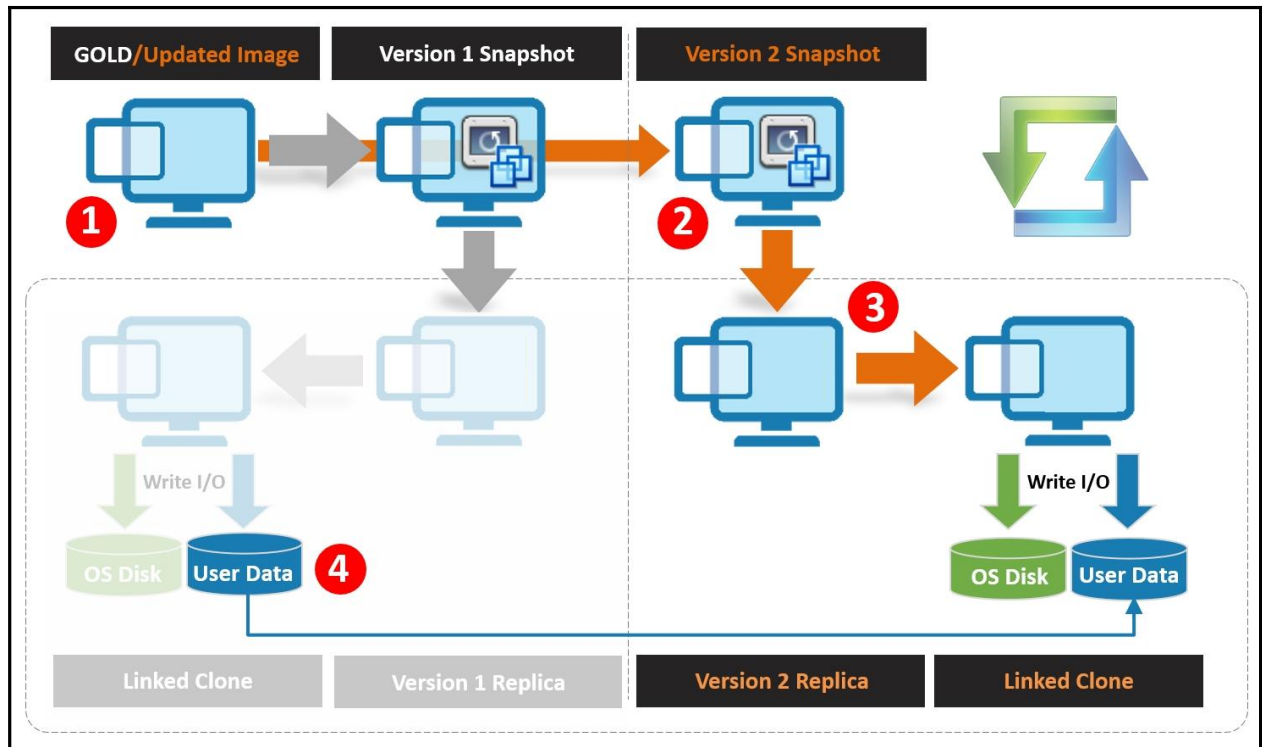 GOLD/Updated Image
Version 1 Snapshot
Version 2 Snapshot
1
2
3
Write I/O
Write I/O
OS Disk
User Data
4
OS Disk
User Data
Linked Clone
Version 1 Replica
Version 2 Replica
Linked Clone